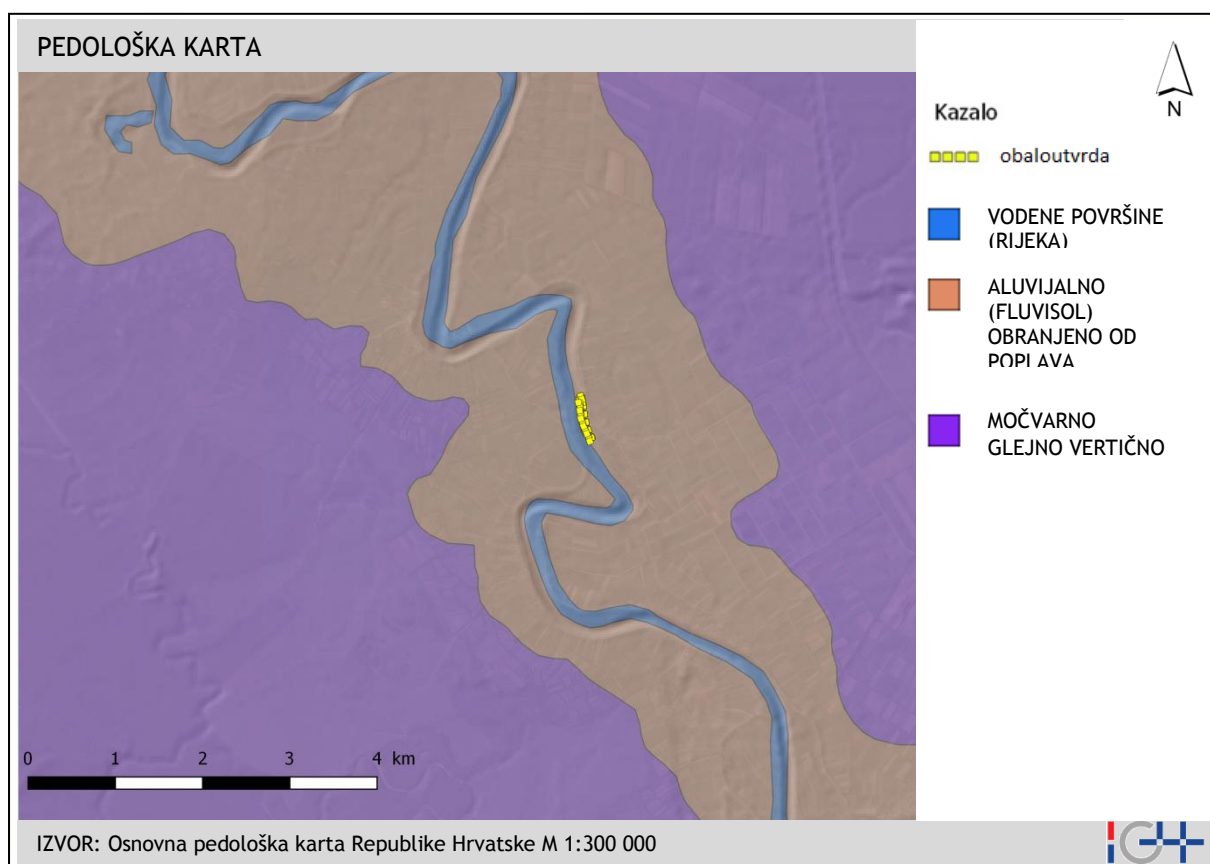 PEDOLOŠKA KARTA
N
Kazalo
obaloutvrda
VODENE POVRŠINE
(RIJEKA)
ALUVIJALNO
(FLUVISOL)
OBRANJENO OD
POPLAVA
MOČVARNO
GLEJNO VERTIČNO
0 1 2 3 4 km
IZVOR: Osnovna pedološka karta Republike Hrvatske M 1:300 000